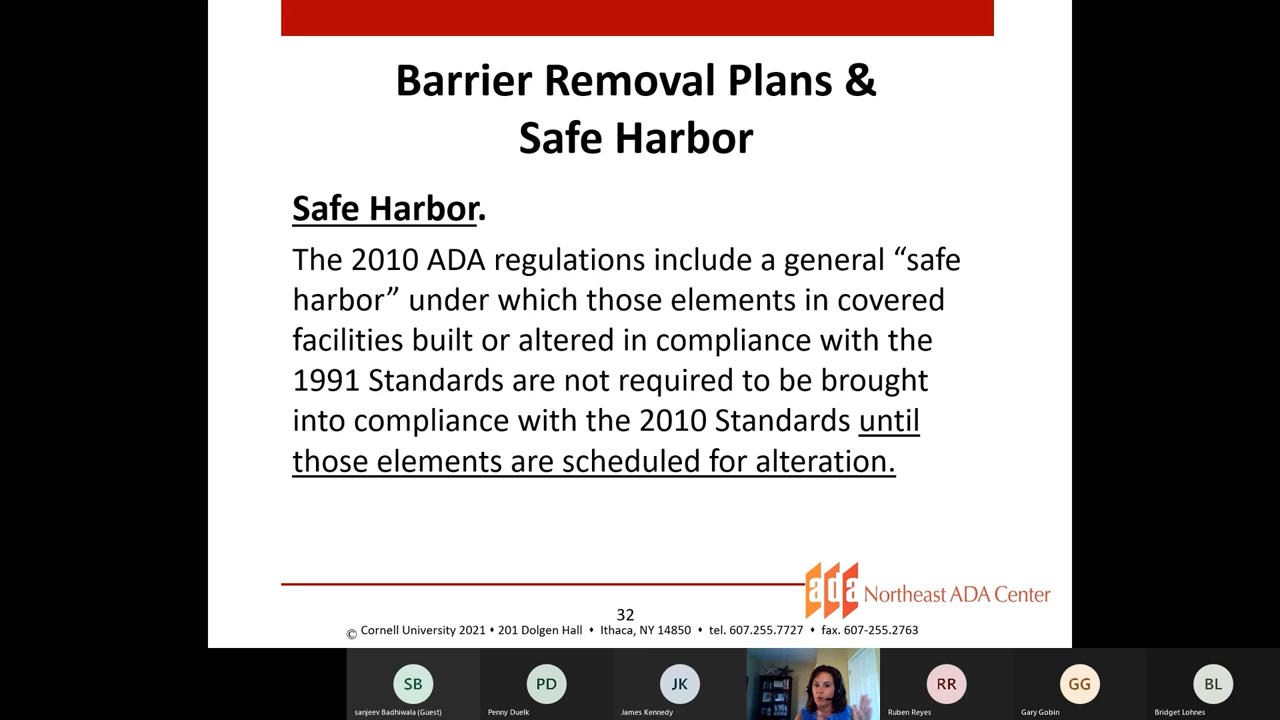 Barrier Removal Plans &
Safe Harbor
Safe Harbor.
The 2010 ADA regulations include a general “safe
harbor” under which those elements in covered
facilities built or altered in compliance with the
1991 Standards are not required to be brought
into compliance with the 2010 Standards until
those elements are scheduled for alteration.
ada Northeast ADA Center
32
© Cornell University 2021 • 201 Dolgen Hall • Ithaca, NY 14850 • tel. 607.255.7727 • fax. 607-255.2763
SB PD JK RR GG BL
sanjeev Badhiwala (Guest) Penny Duelk James Kennedy Ruben Reyes Gary Gobin Bridget Lohnes